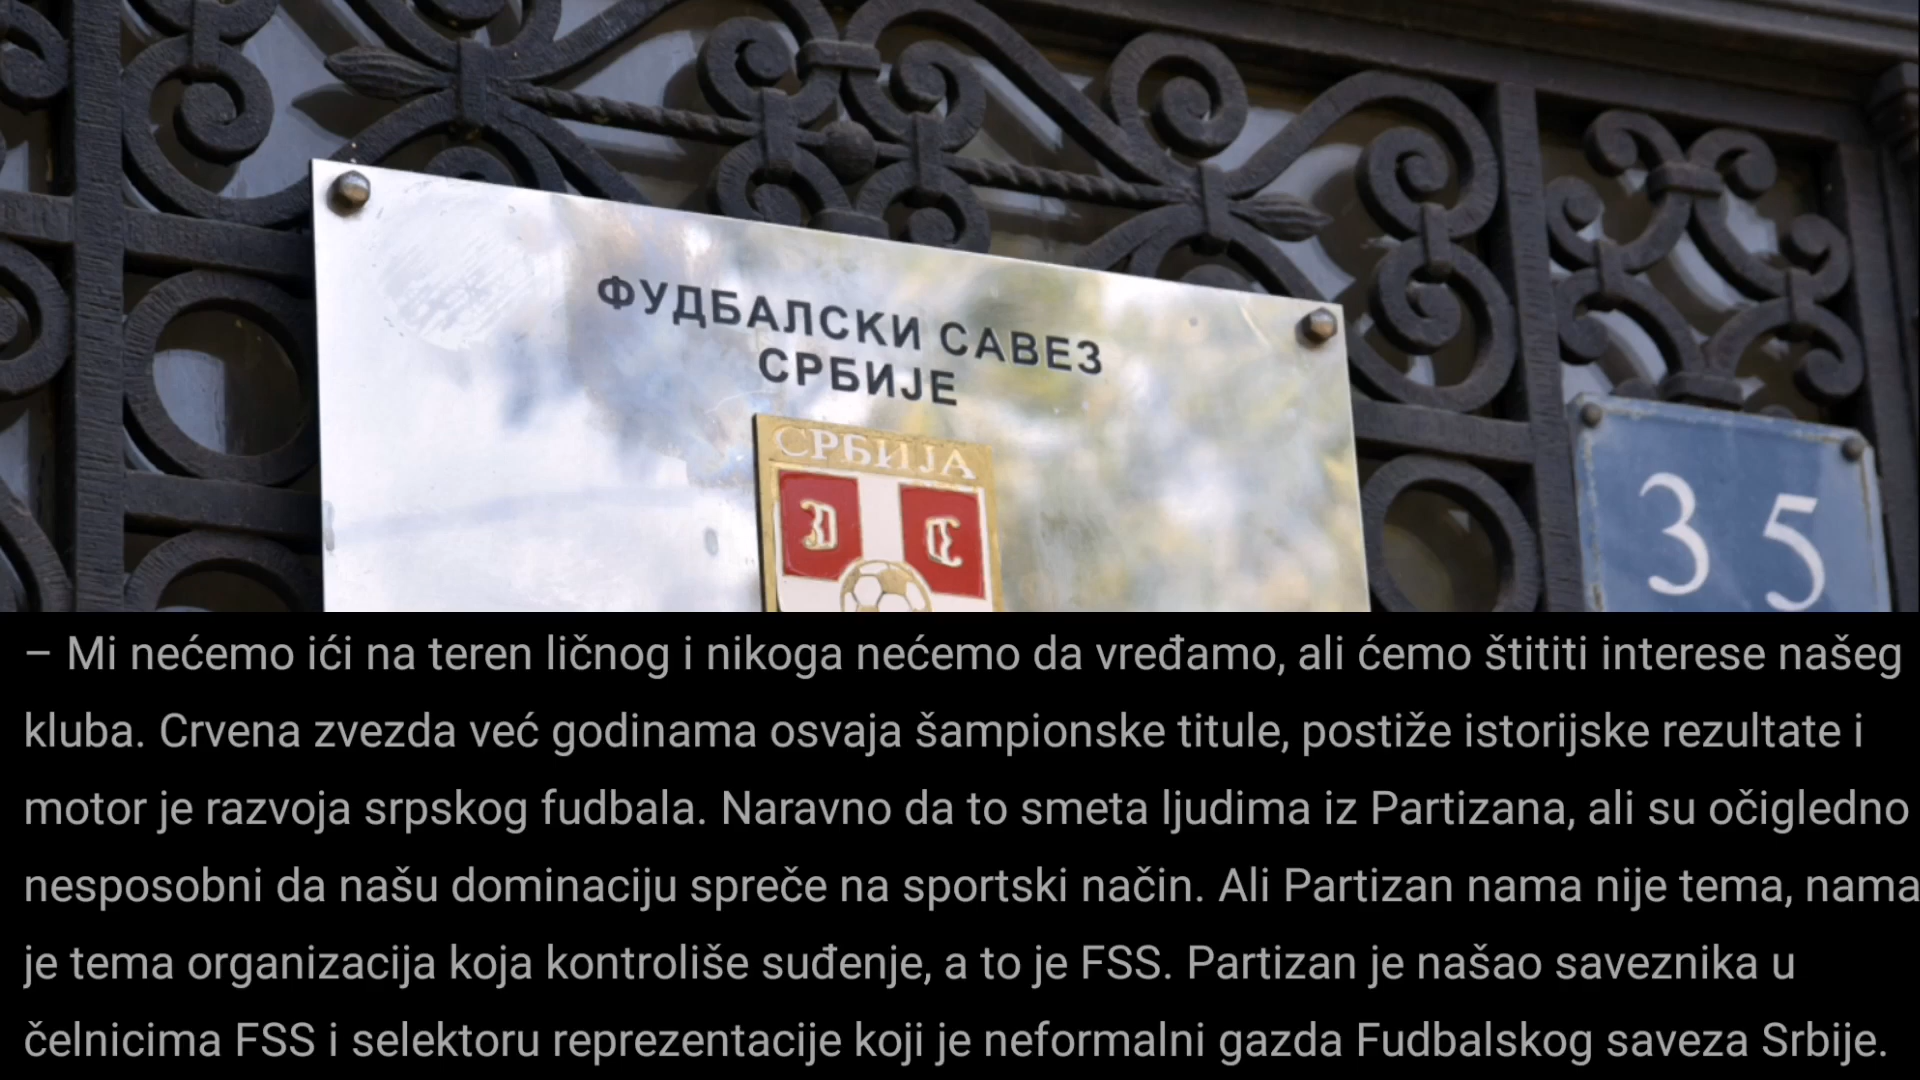 ФУДБАЛСКИ САВЕЗ
СРБИЈЕ
СРБИЈА
35
– Mi nećemo ići na teren ličnog i nikoga nećemo da vređamo, ali ćemo štititi interese našeg
kluba. Crvena zvezda već godinama osvaja šampionske titule, postiže istorijske rezultate i
motor je razvoja srpskog fudbala. Naravno da to smeta ljudima iz Partizana, ali su očigledno
nesposobni da našu dominaciju spreče na sportski način. Ali Partizan nama nije tema, nama
je tema organizacija koja kontroliše suđenje, a to je FSS. Partizan je našao saveznika u
čelnicima FSS i selektoru reprezentacije koji je neformalni gazda Fudbalskog saveza Srbije.